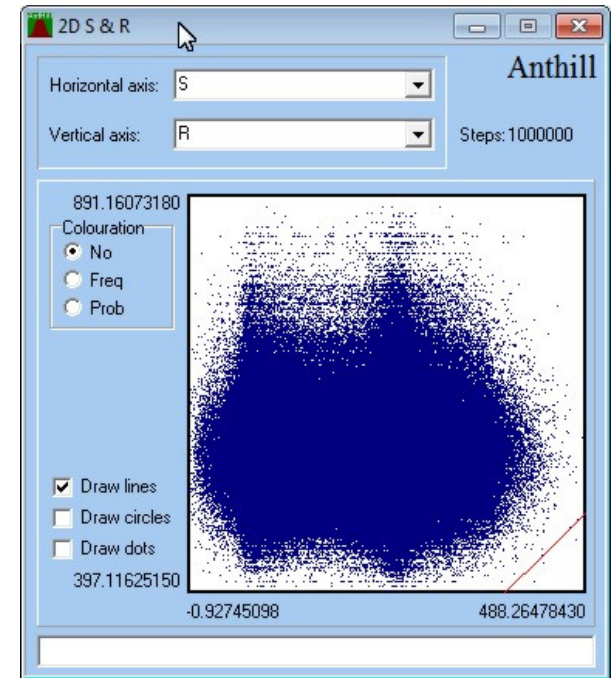 2D S & R
Anthill
Horizontal axis: S
Vertical axis: R
Steps: 1000000
891.16073180
Colouration
No
Freq
Prob
Draw lines
Draw circles
Draw dots
397.11625150
-0.92745098
488.26478430